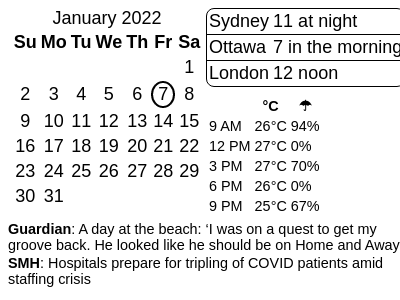 January 2022
Su Mo Tu We Th Fr Sa
1
2 3 4 5 6 7 8
9 10 11 12 13 14 15
16 17 18 19 20 21 22
23 24 25 26 27 28 29
30 31
Sydney 11 at night
Ottawa 7 in the morning
London 12 noon
°C ☂
9 AM 26°C 94%
12 PM 27°C 0%
3 PM 27°C 70%
6 PM 26°C 0%
9 PM 25°C 67%
Guardian: A day at the beach: ‘I was on a quest to get my
groove back. He looked like he should be on Home and Away
SMH: Hospitals prepare for tripling of COVID patients amid
staffing crisis